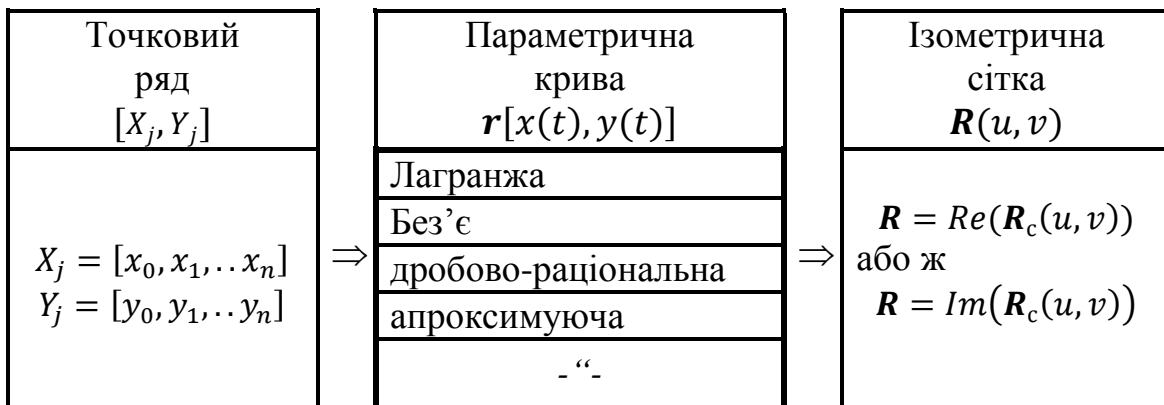 Точковий
ряд
[X_j, Y_j]
X_j = [x_0, x_1, . . x_n]
Y_j = [y_0, y_1, . . y_n]
⇒
Параметрична
крива
r[x(t), y(t)]
Лагранжа
Без’є
дробово-раціональна
апроксимуюча
- “-
⇒
Ізометрична
сітка
R(u, v)
R = Re(R_c(u, v))
або ж
R = Im(R_c(u, v))